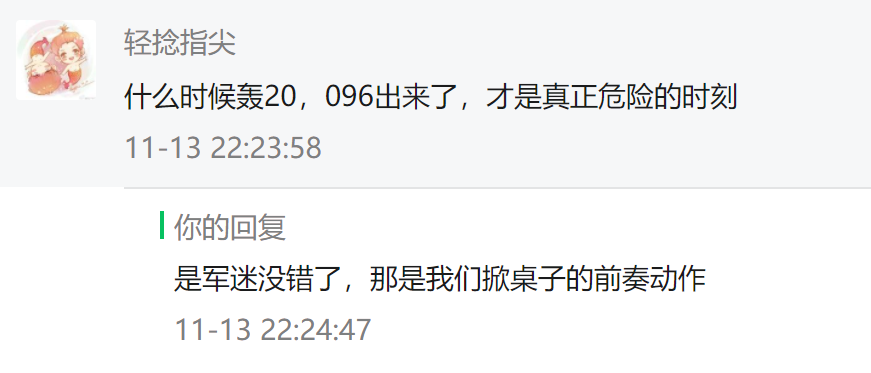 轻捻指尖
什么时候轰20，096出来了，才是真正危险的时刻
11-13 22:23:58
你的回复
是军迷没错了，那是我们掀桌子的前奏动作
11-13 22:24:47